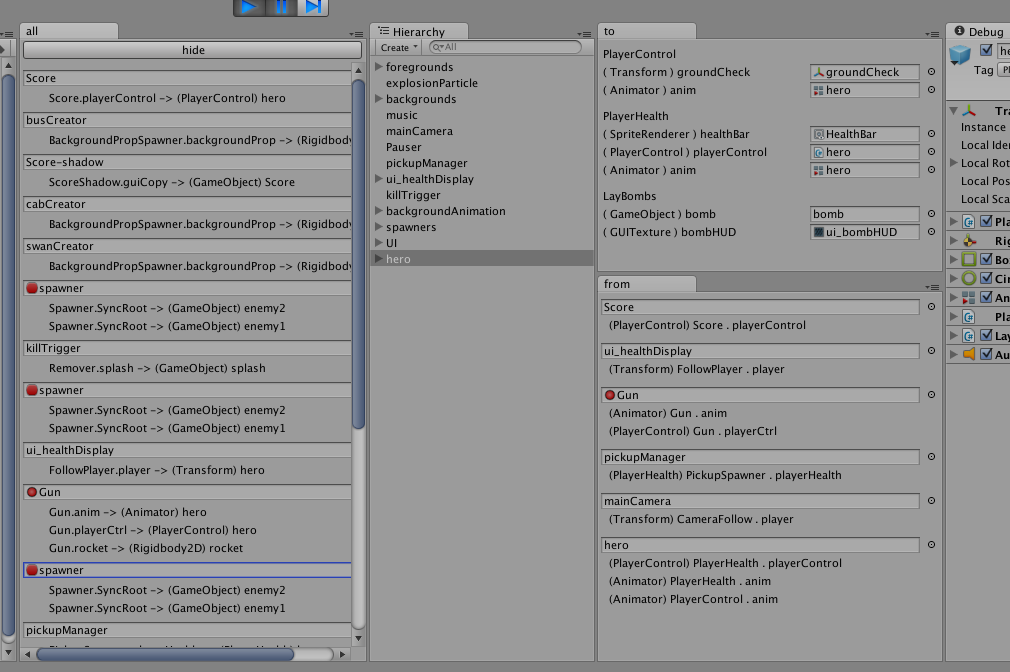 all
hide
Score
Score.playerControl -> (PlayerControl) hero
busCreator
BackgroundPropSpawner.backgroundProp -> (Rigidbody
Score-shadow
ScoreShadow.guiCopy -> (GameObject) Score
cabCreator
BackgroundPropSpawner.backgroundProp -> (Rigidbody
swanCreator
BackgroundPropSpawner.backgroundProp -> (Rigidbody
spawner
Spawner.SyncRoot -> (GameObject) enemy2
Spawner.SyncRoot -> (GameObject) enemy1
killTrigger
Remover.splash -> (GameObject) splash
spawner
Spawner.SyncRoot -> (GameObject) enemy2
Spawner.SyncRoot -> (GameObject) enemy1
ui_healthDisplay
FollowPlayer.player -> (Transform) hero
Gun
Gun.anim -> (Animator) hero
Gun.playerCtrl -> (PlayerControl) hero
Gun.rocket -> (Rigidbody2D) rocket
spawner
Spawner.SyncRoot -> (GameObject) enemy2
Spawner.SyncRoot -> (GameObject) enemy1
pickupManager
Hierarchy
Create
All
foregrounds
explosionParticle
backgrounds
music
mainCamera
Pauser
pickupManager
ui_healthDisplay
killTrigger
backgroundAnimation
spawners
UI
hero
to
PlayerControl
( Transform ) groundCheck groundCheck
( Animator ) anim hero
PlayerHealth
( SpriteRenderer ) healthBar HealthBar
( PlayerControl ) playerControl hero
( Animator ) anim hero
LayBombs
( GameObject ) bomb bomb
( GUITexture ) bombHUD ui_bombHUD
from
Score
(PlayerControl) Score . playerControl
ui_healthDisplay
(Transform) FollowPlayer . player
Gun
(Animator) Gun . anim
(PlayerControl) Gun . playerCtrl
pickupManager
(PlayerHealth) PickupSpawner . playerHealth
mainCamera
(Transform) CameraFollow . player
hero
(PlayerControl) PlayerHealth . playerControl
(Animator) PlayerHealth . anim
(Animator) PlayerControl . anim
Debug
he
Tag Pl
Tra
Instance
Local Iden
Local Rot
Local Pos
Local Sca
Pla
Rig
Bo
Cir
An
Pla
Lay
Au